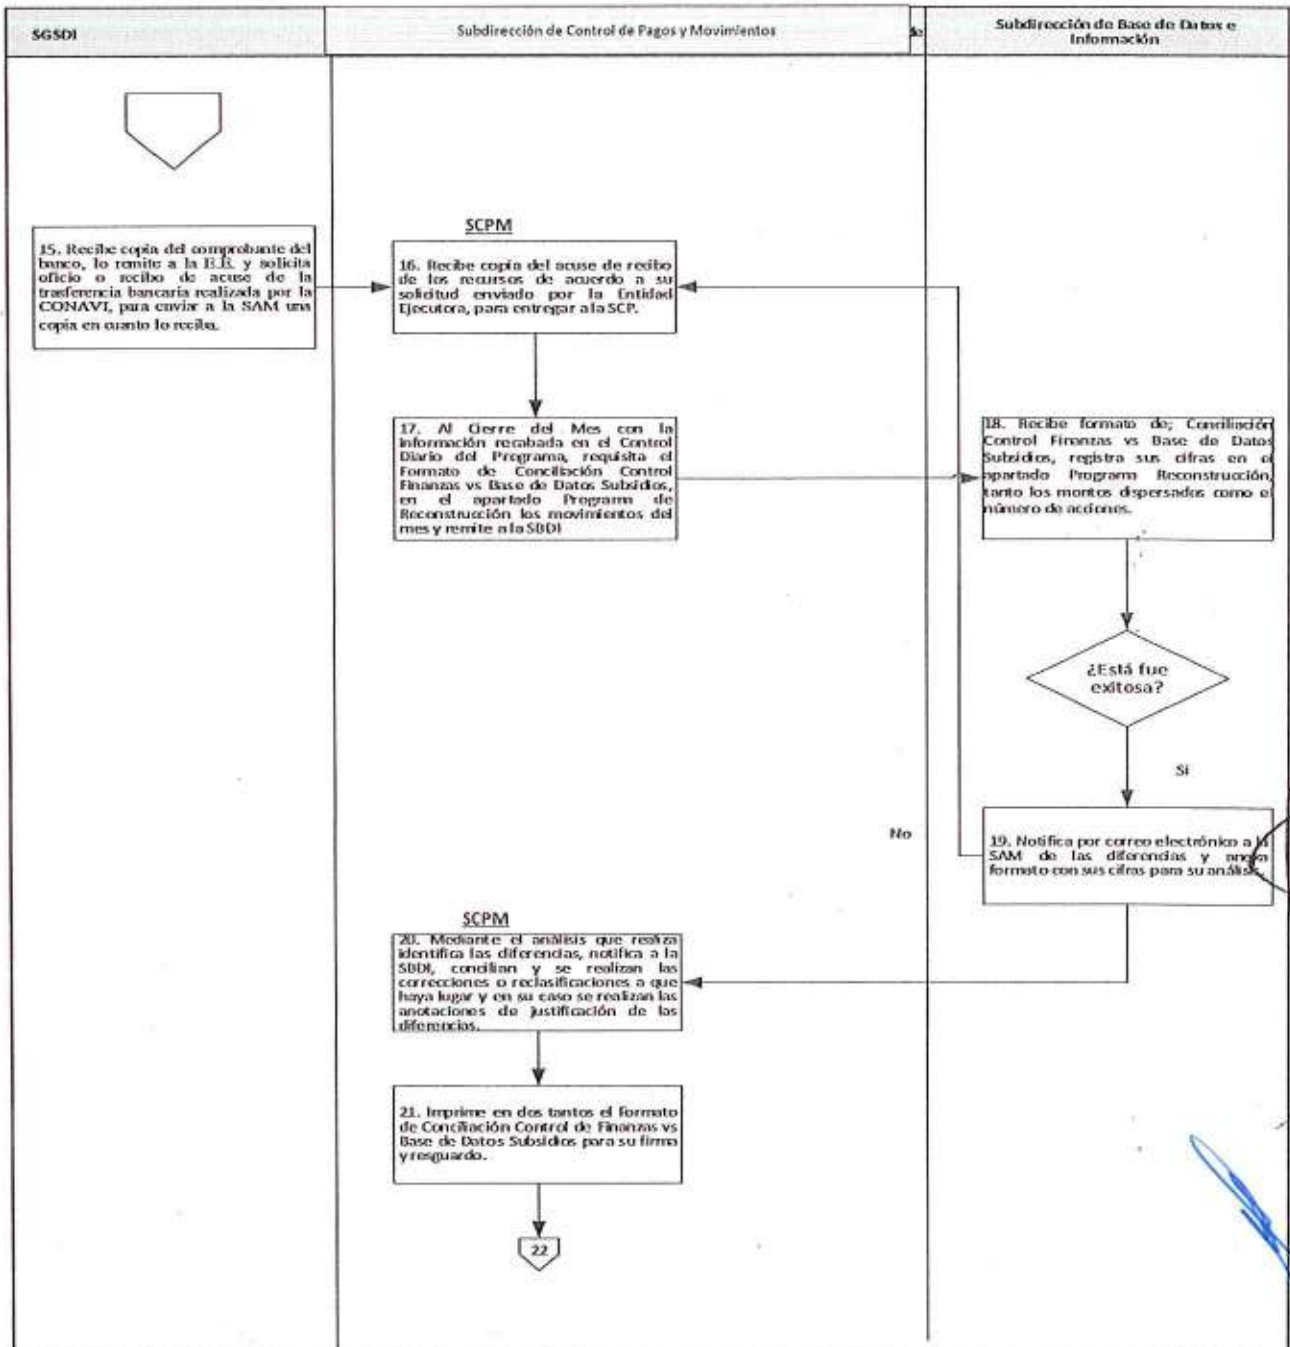 SGSDI
Subdirección de Control de Pagos y Movimientos
de
Subdirección de Base de Datos e
Información
15. Recibe copia del comprobante del
banco, lo remite a la E.E. y solicita
oficio o recibo de acuse de la
trasferencia bancaria realizada por la
CONAVI, para enviar a la SAM una
copia en cuanto lo reciba.
SCPM
16. Recibe copia del acuse de recibo
de los recursos de acuerdo a su
solicitud enviado por la Entidad
Ejecutora, para entregar a la SCP.
17. Al Cierre del Mes con la
información recabada en el Control
Diario del Programa, requisita el
Formato de Conciliación Control
Finanzas vs Base de Datos Subsidios,
en el apartado Programa de
Reconstrucción los movimientos del
mes y remite a la SBDI
18. Recibe formato de; Conciliación
Control Finanzas vs Base de Datos
Subsidios, registra sus cifras en el
apartado Programa Reconstrucción,
tanto los montos dispersados como el
número de acciones.
¿Está fue
exitosa?
Si
No
19. Notifica por correo electrónico a la
SAM de las diferencias y anexa
formato con sus cifras para su análisis.
SCPM
20. Mediante el análisis que realiza
identifica las diferencias, notifica a la
SBDI, concilian y se realizan las
correcciones o reclasificaciones a que
haya lugar y en su caso se realizan las
anotaciones de justificación de las
diferencias.
21. Imprime en dos tantos el formato
de Conciliación Control de Finanzas vs
Base de Datos Subsidios para su firma
y resguardo.
22